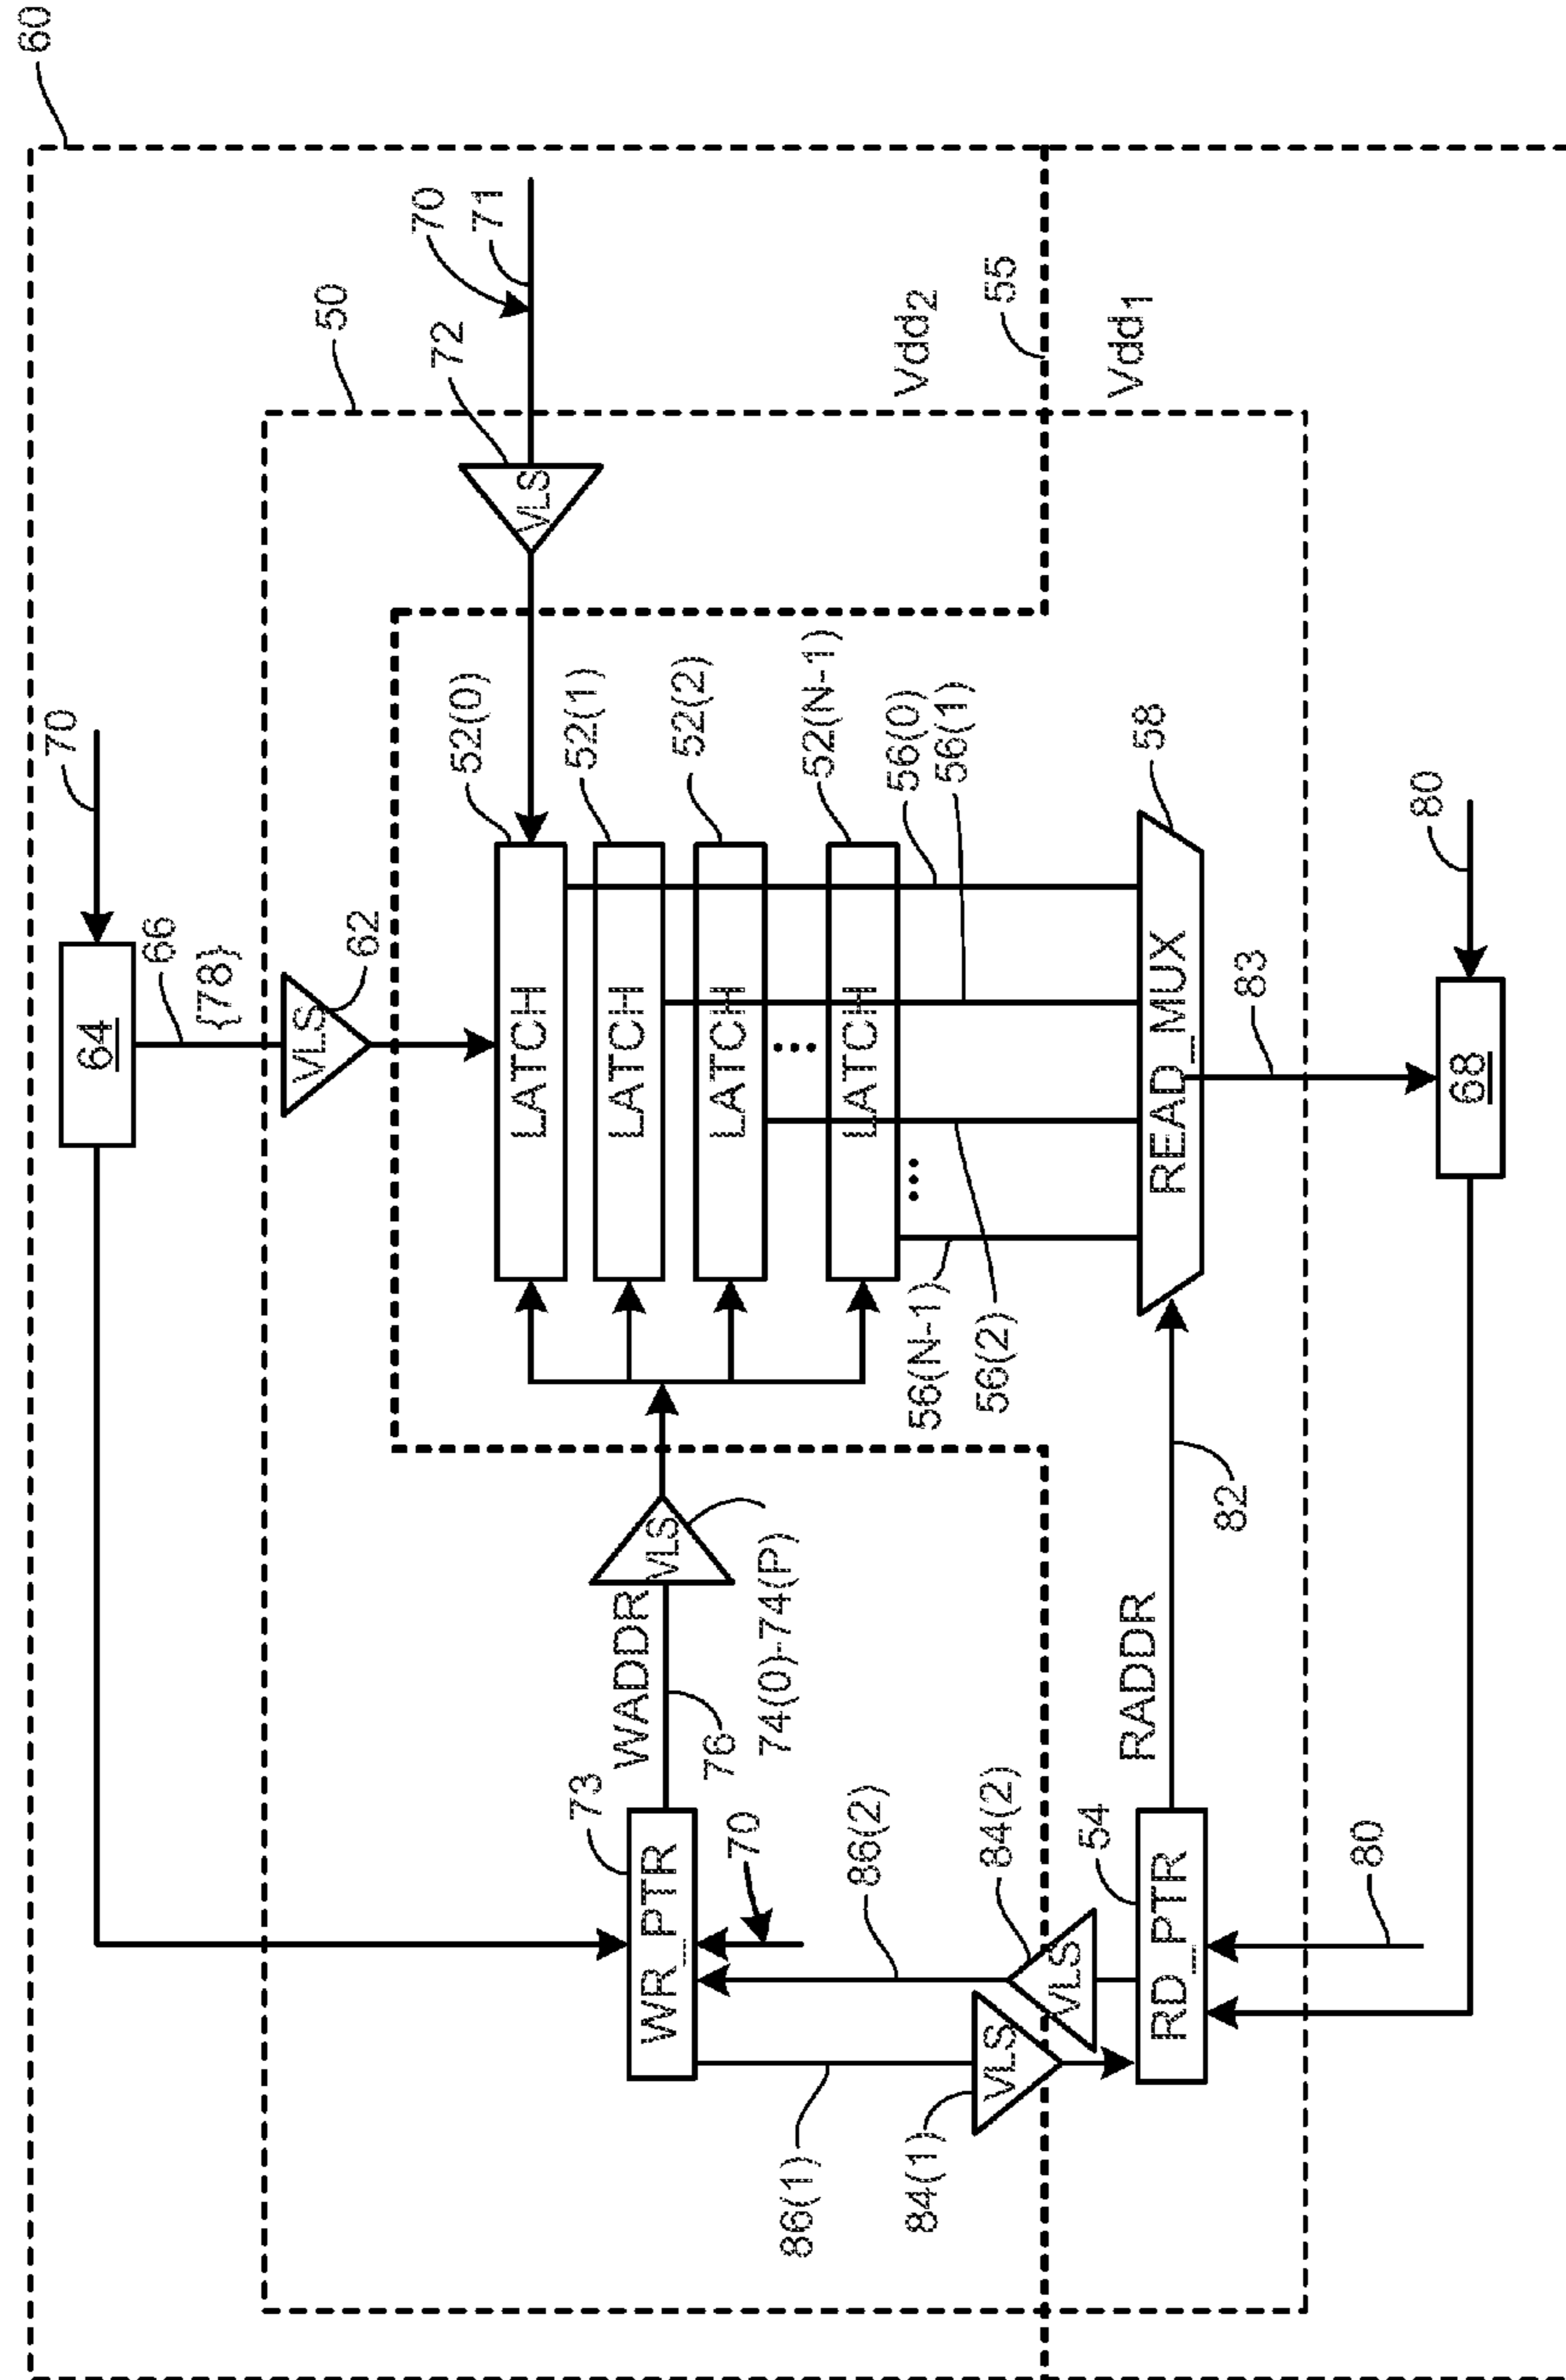 60
70
64
66
{78}
VLS
62
50
70
71
72
VLS
Vdd2
55
Vdd1
52(0)
52(1)
52(2)
52(N-1)
LATCH
LATCH
LATCH
...
LATCH
56(0)
56(1)
...
56(N-1)
56(2)
58
READ_MUX
83
80
68
WADDR
76
VLS
74(0)-74(P)
73
WR_PTR
70
86(2)
84(2)
VLS
86(1)
84(1)
VLS
54
RD_PTR
RADDR
82
80